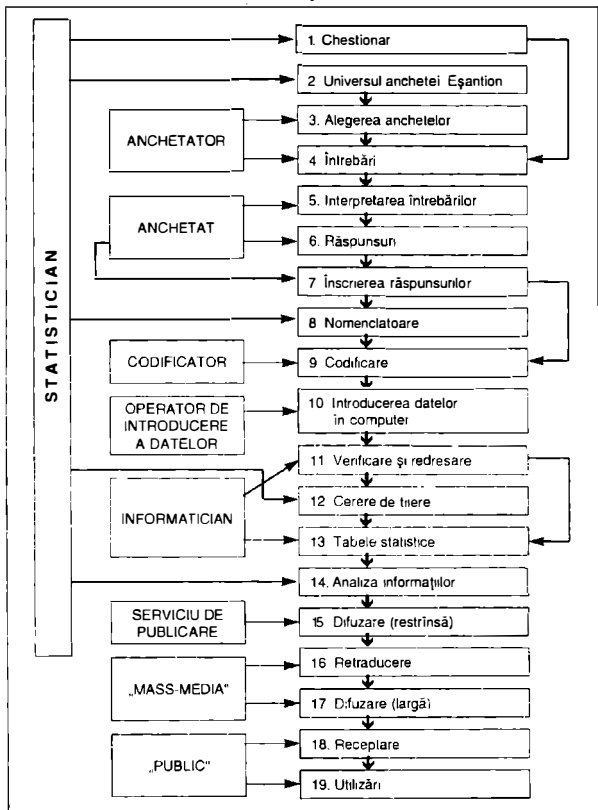 1. Chestionar
2 Universul anchetei Eşantion
3. Alegerea anchetelor
ANCHETATOR
4 Întrebări
5. Interpretarea întrebărilor
ANCHETAT
6. Răspunsuri
7 Înscrierea răspunsurilor
STATISTICIAN
8 Nomenclatoare
CODIFICATOR
9 Codificare
OPERATOR DE
INTRODUCERE
A DATELOR
10 Introducerea datelor
în computer
11 Verificare şi redresare
12 Cerere de triere
INFORMATICIAN
13 Tabele statistice
14. Analiza informaţiilor
SERVICIU DE
PUBLICARE
15 Difuzare (restrînsă)
16 Retraducere
„MASS-MEDIA"
17 Difuzare (largă)
18. Receptare
„PUBLIC"
19. Utilizări